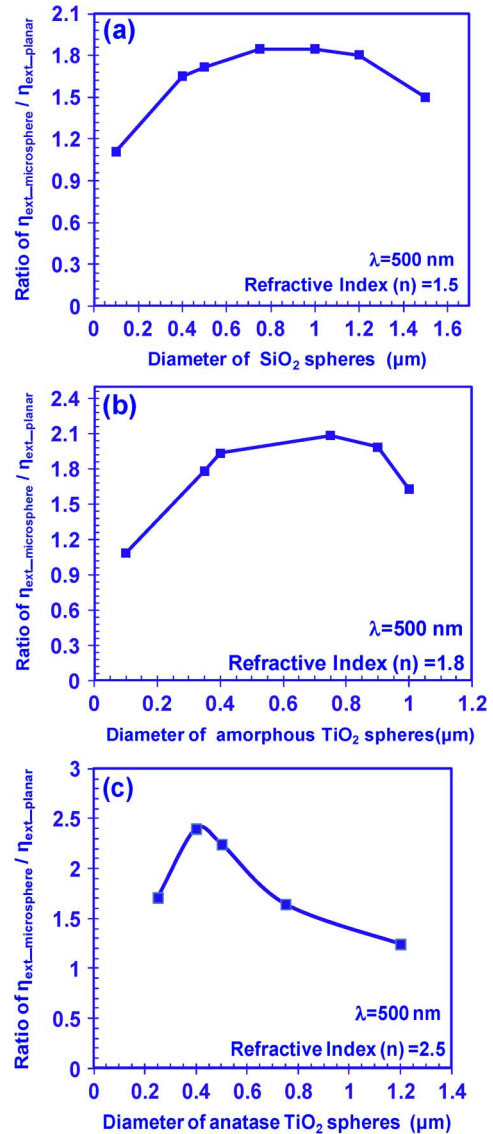 (a)
Ratio of ηext_microsphere / ηext_planar
2.1
1.8
1.5
1.2
0.9
0.6
0.3
0
λ=500 nm
Refractive Index (n) =1.5
0 0.2 0.4 0.6 0.8 1 1.2 1.4 1.6
Diameter of SiO₂ spheres (μm)
(b)
Ratio of ηext_microsphere / ηext_planar
2.4
2.1
1.8
1.5
1.2
0.9
0.6
0.3
0
λ=500 nm
Refractive Index (n) =1.8
0 0.2 0.4 0.6 0.8 1 1.2
Diameter of amorphous TiO₂ spheres(μm)
(c)
Ratio of ηext_microsphere / ηext_planar
3
2.5
2
1.5
1
0.5
0
λ=500 nm
Refractive Index (n) =2.5
0 0.2 0.4 0.6 0.8 1 1.2 1.4
Diameter of anatase TiO₂ spheres (μm)